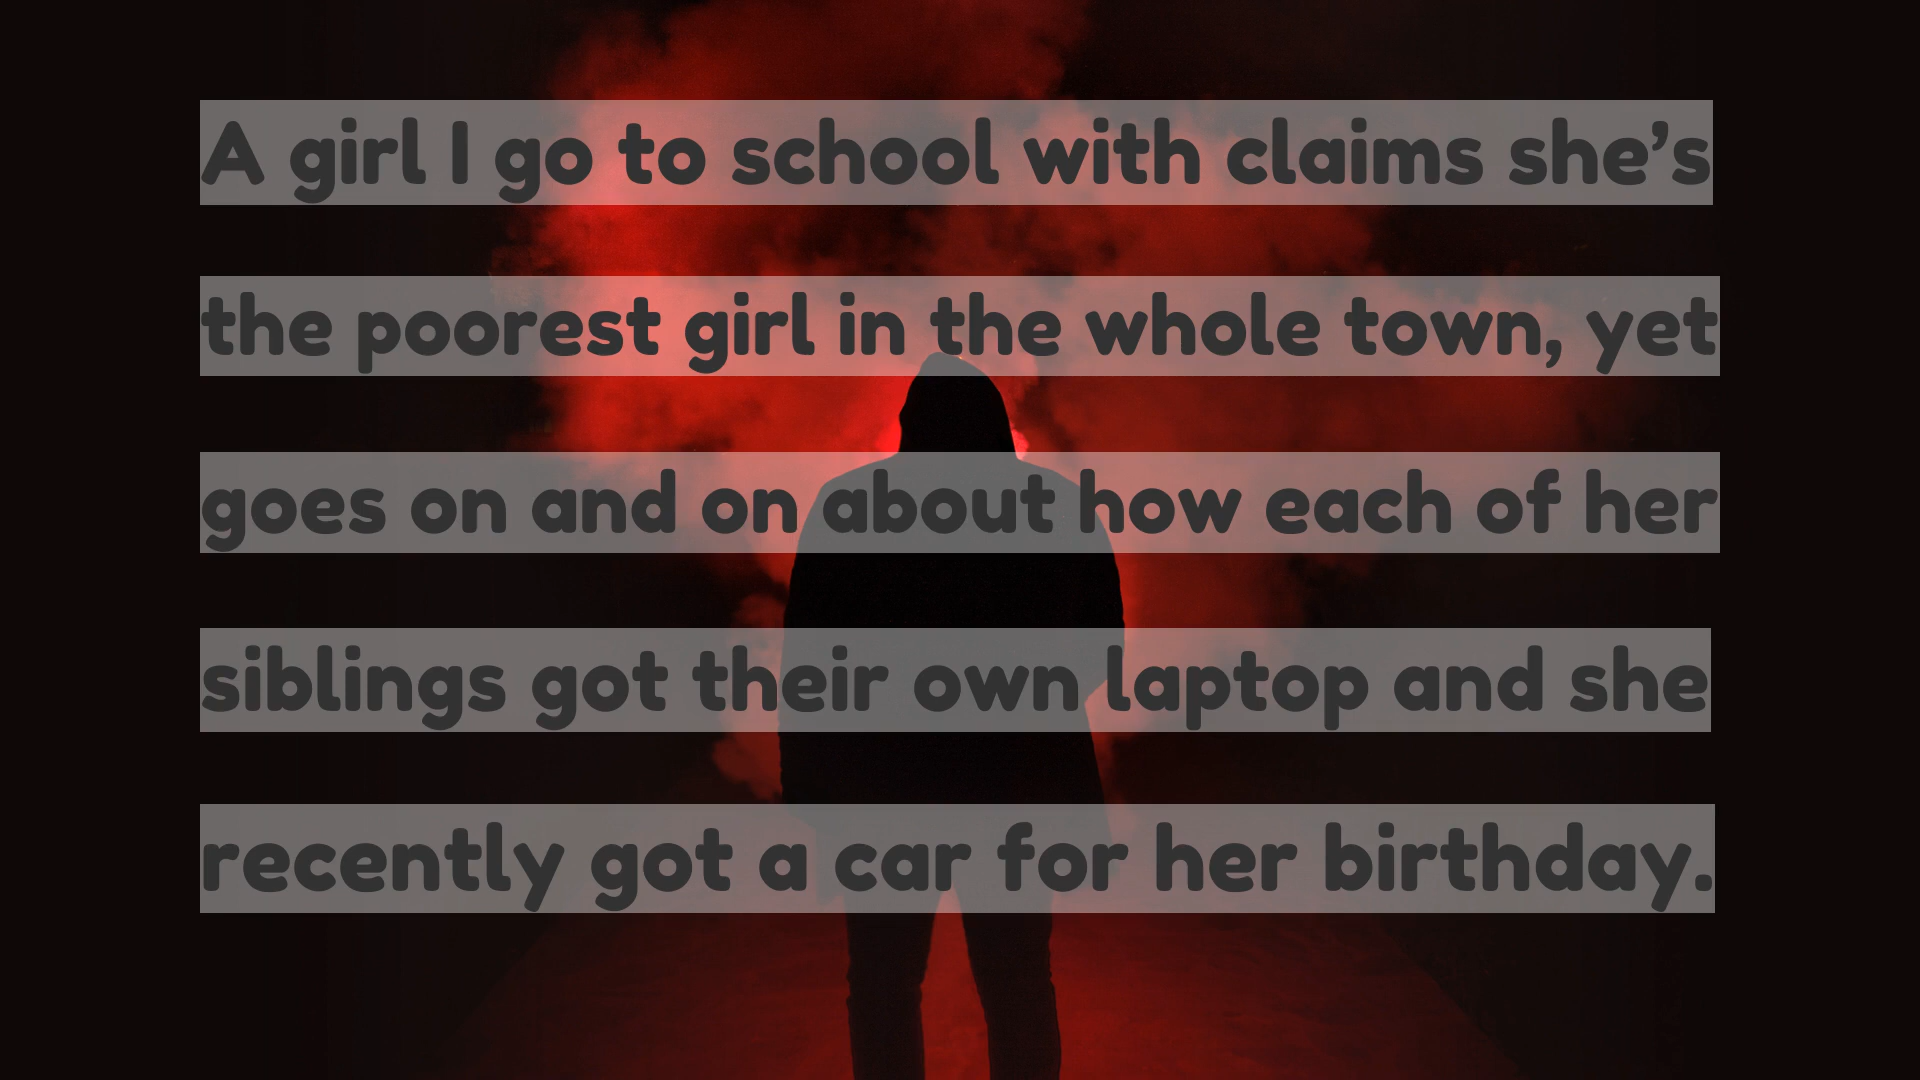 A girl I go to school with claims she’s
the poorest girl in the whole town, yet
goes on and on about how each of her
siblings got their own laptop and she
recently got a car for her birthday.